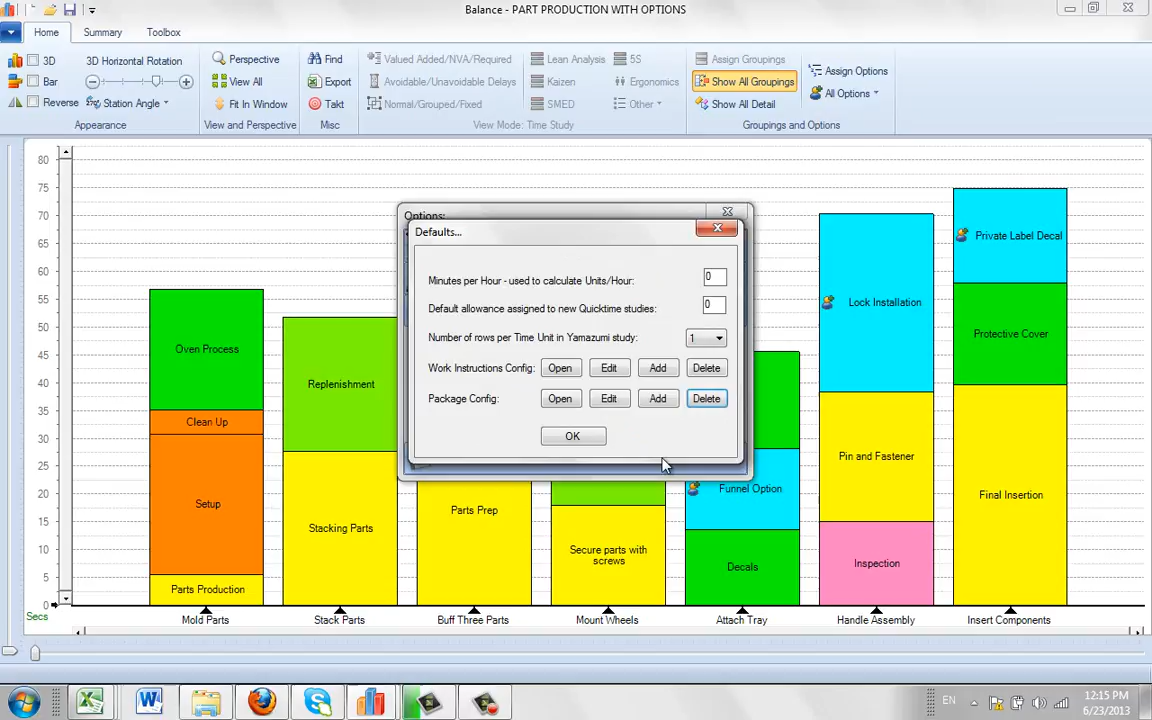 Balance - PART PRODUCTION WITH OPTIONS
Home Summary Toolbox
3D 3D Horizontal Rotation Perspective Find Valued Added/NVA/Required Lean Analysis 5S Assign Groupings Assign Options
Bar View All Export Avoidable/Unavoidable Delays Kaizen Ergonomics Show All Groupings All Options
Reverse Station Angle Fit In Window Takt Normal/Grouped/Fixed SMED Other Show All Detail
Appearance View and Perspective Misc View Mode: Time Study Groupings and Options
80
75
70
65
60
55
50
45
40
35
30
25
20
15
10
5
0
Secs
Oven Process
Clean Up
Setup
Parts Production
Replenishment
Stacking Parts
Parts Prep
Secure parts with
screws
Funnel Option
Decals
Lock Installation
Pin and Fastener
Inspection
Private Label Decal
Protective Cover
Final Insertion
Options:
Defaults...
Minutes per Hour - used to calculate Units/Hour: 0
Default allowance assigned to new Quicktime studies: 0
Number of rows per Time Unit in Yamazumi study: 1
Work Instructions Config: Open Edit Add Delete
Package Config: Open Edit Add Delete
OK
Mold Parts Stack Parts Buff Three Parts Mount Wheels Attach Tray Handle Assembly Insert Components
EN
12:15 PM
6/23/2013